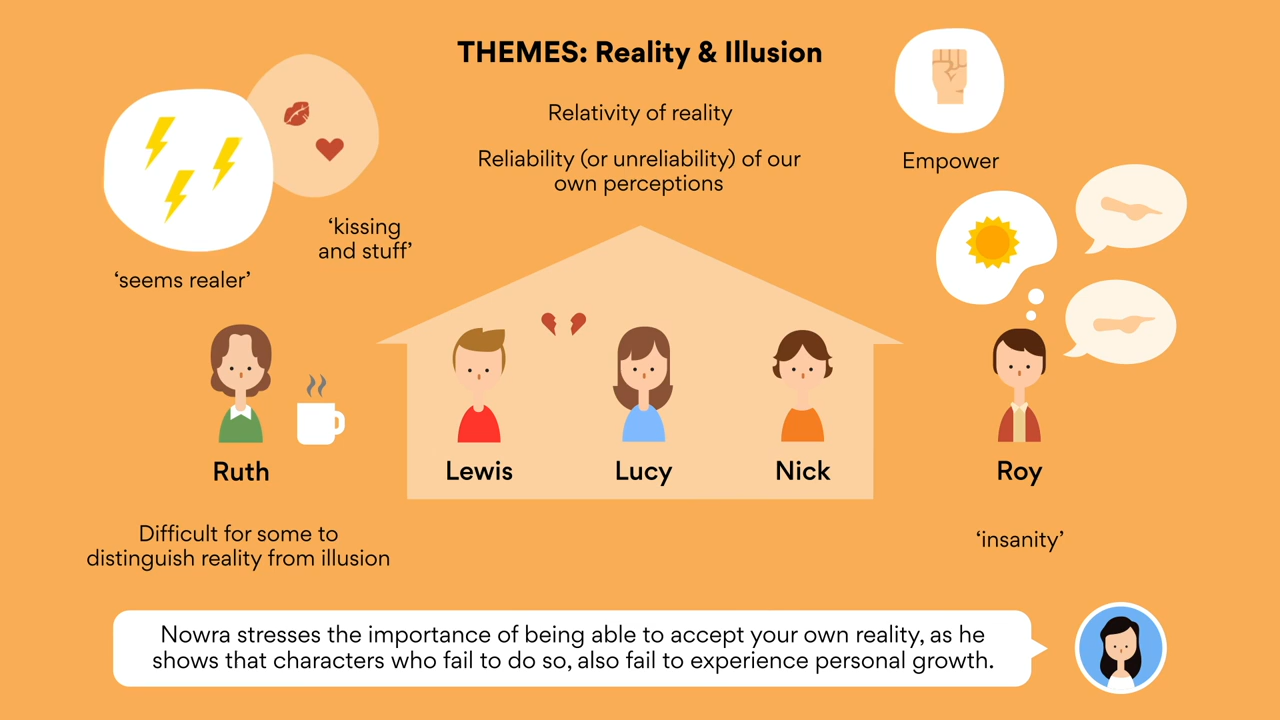 THEMES: Reality & Illusion
Relativity of reality
Reliability (or unreliability) of our
own perceptions
Empower
‘kissing
and stuff’
‘seems realer’
Ruth
Lewis
Lucy
Nick
Roy
Difficult for some to
distinguish reality from illusion
‘insanity’
Nowra stresses the importance of being able to accept your own reality, as he
shows that characters who fail to do so, also fail to experience personal growth.